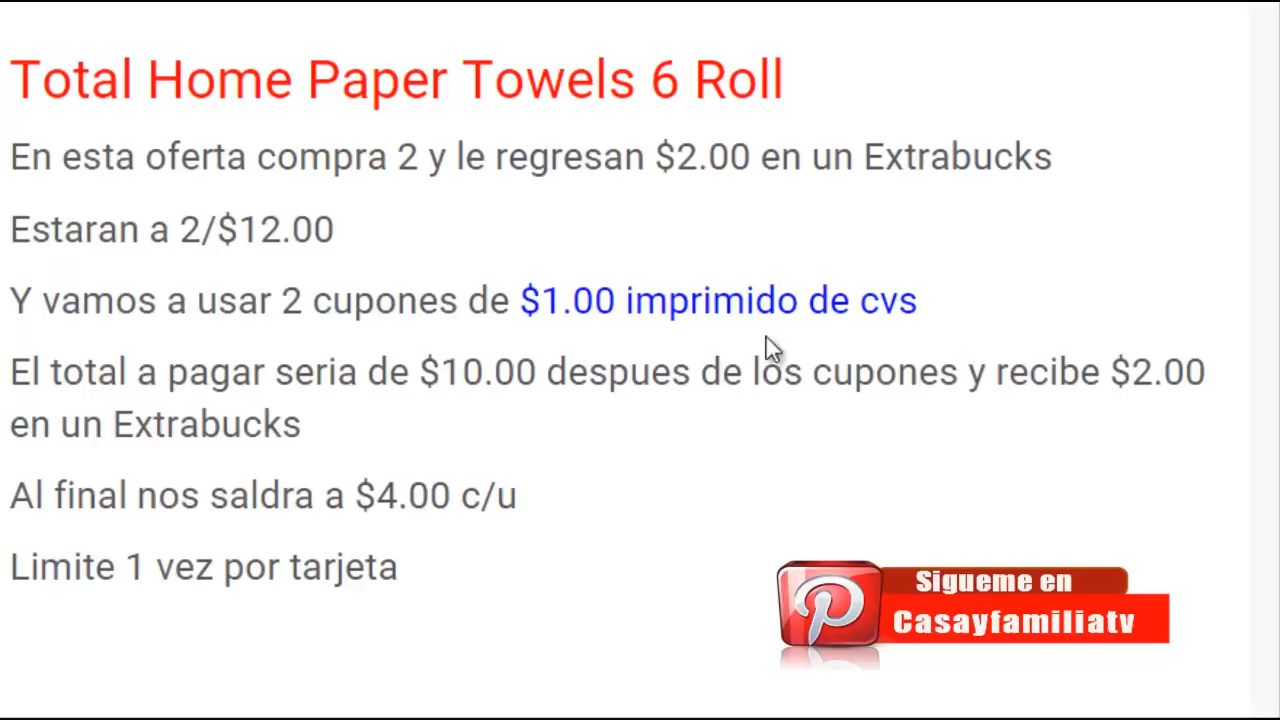 Total Home Paper Towels 6 Roll
En esta oferta compra 2 y le regresan $2.00 en un Extrabucks
Estaran a 2/$12.00
Y vamos a usar 2 cupones de $1.00 imprimido de cvs
El total a pagar seria de $10.00 despues de los cupones y recibe $2.00
en un Extrabucks
Al final nos saldra a $4.00 c/u
Limite 1 vez por tarjeta
Sigueme en
Casayfamiliatv